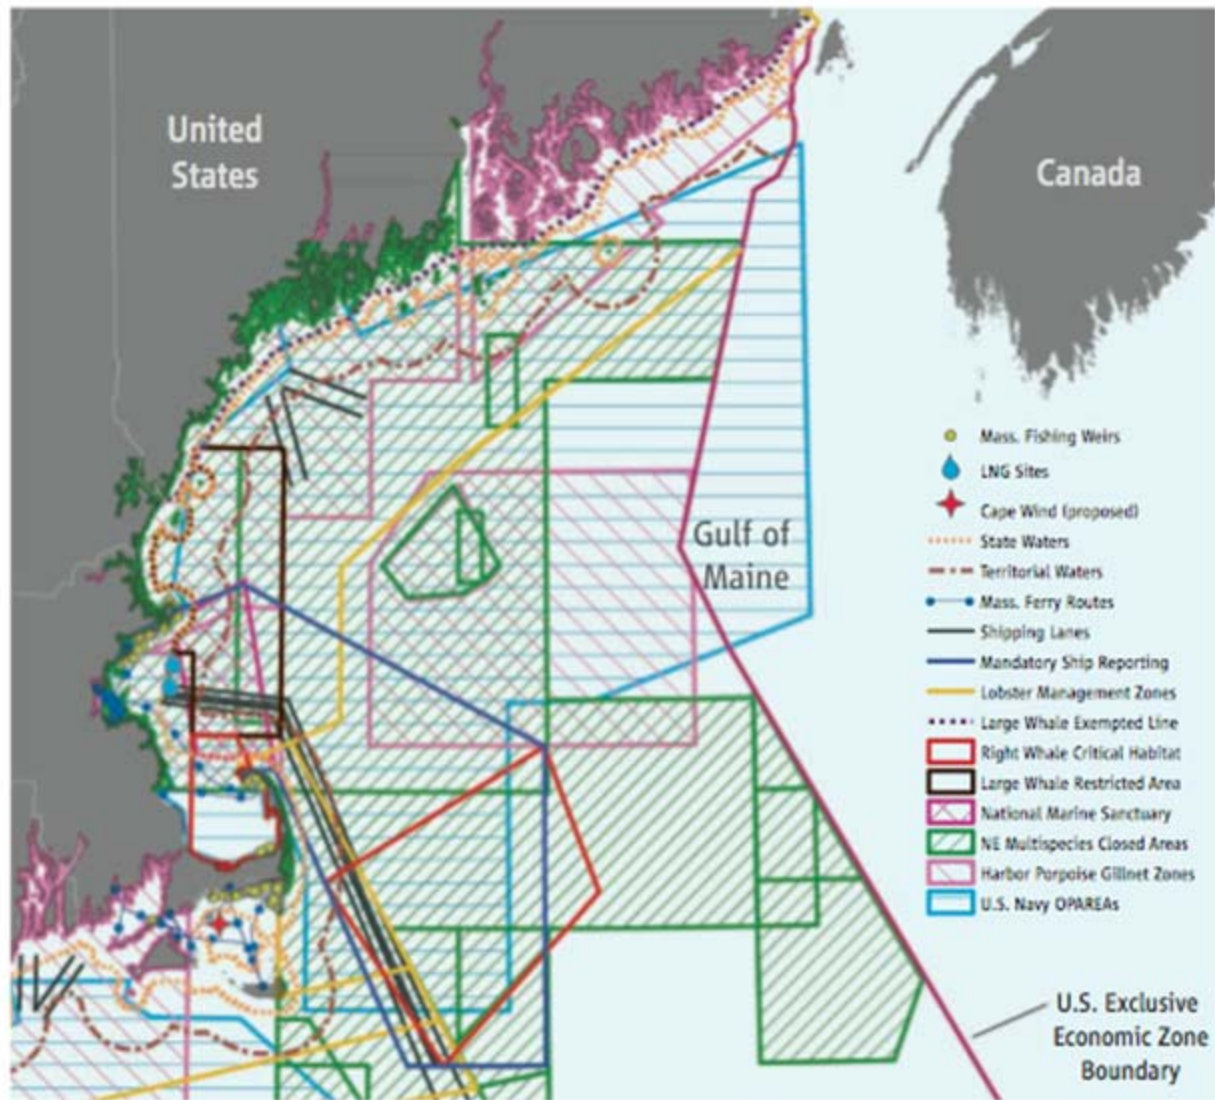 United
States
Canada
Gulf of
Maine
Mass. Fishing Weirs
LNG Sites
Cape Wind (proposed)
State Waters
Territorial Waters
Mass. Ferry Routes
Shipping Lanes
Mandatory Ship Reporting
Lobster Management Zones
Large Whale Exempted Line
Right Whale Critical Habitat
Large Whale Restricted Area
National Marine Sanctuary
NE Multispecies Closed Areas
Harbor Porpoise Gillnet Zones
U.S. Navy OPAREAs
U.S. Exclusive
Economic Zone
Boundary